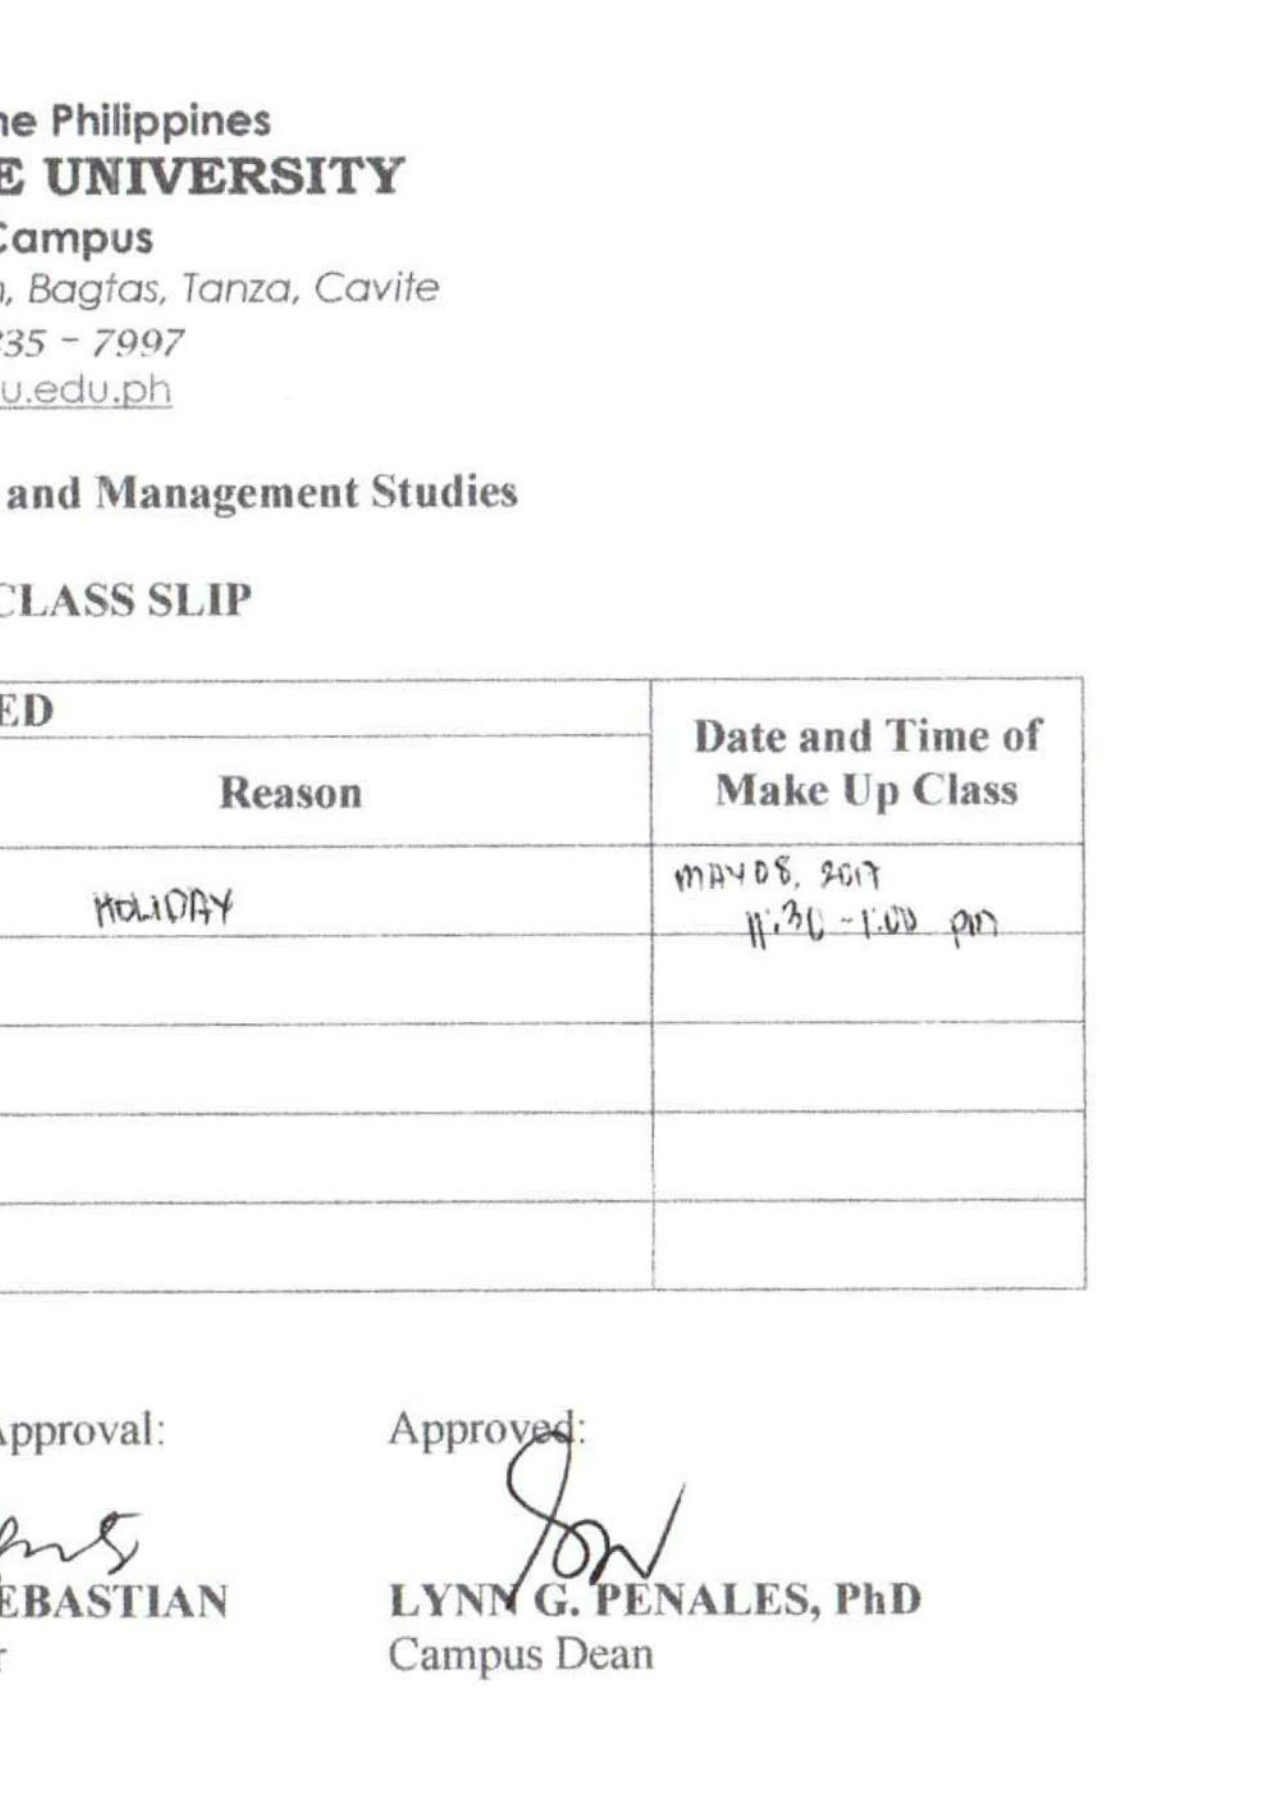 ne Philippines
E UNIVERSITY
Campus
, Bagtas, Tanza, Cavite
35 – 7997
u.edu.ph
and Management Studies
CLASS SLIP
ED
Date and Time of
Make Up Class
Reason
HOLIDAY
MAY 08, 2017
11:30 - 1:00 pm
Approval:
Approved:
EBASTIAN
LYNN G. PENALES, PhD
r
Campus Dean